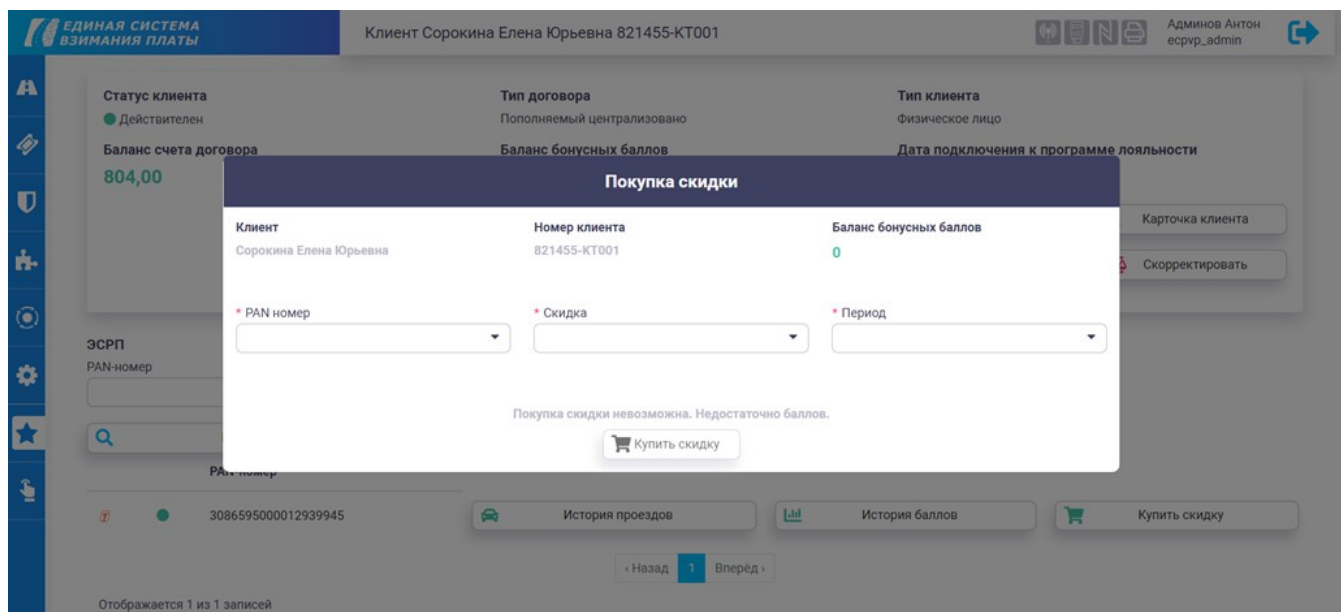 ЕДИНАЯ СИСТЕМА
ВЗИМАНИЯ ПЛАТЫ
Клиент Сорокина Елена Юрьевна 821455-КТ001
Админов Антон
ecpvp_admin
Статус клиента
Тип договора
Тип клиента
Действителен
Пополняемый централизовано
Физическое лицо
Баланс счета договора
Баланс бонусных баллов
Дата подключения к программе лояльности
804,00
Покупка скидки
Клиент
Номер клиента
Баланс бонусных баллов
Сорокина Елена Юрьевна
821455-КТ001
0
Карточка клиента
Скорректировать
* PAN номер
* Скидка
* Период
ЭСРП
PAN-номер
Покупка скидки невозможна. Недостаточно баллов.
Купить скидку
PAN-номер
3086595000012939945
История проездов
История баллов
Купить скидку
‹ Назад
1
Вперёд ›
Отображается 1 из 1 записей